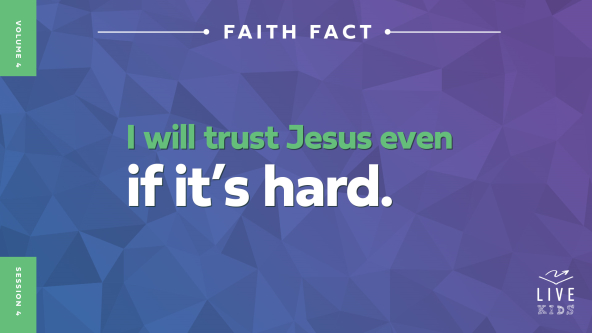 VOLUME 4
FAITH FACT
I will trust Jesus even
if it's hard.
SESSION 4
LIVE
KIDS